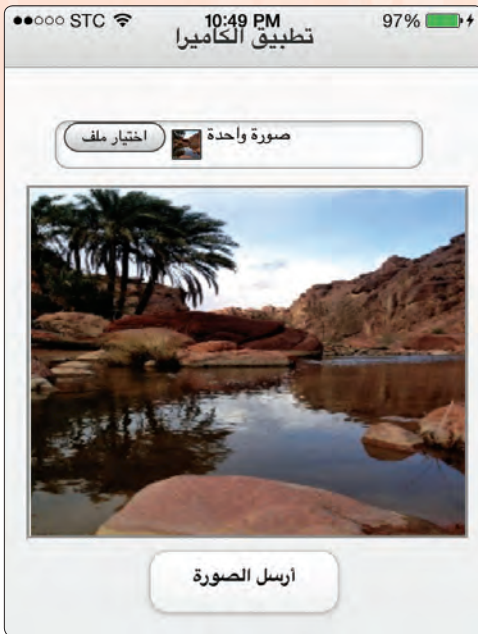 ●●○○○ STC 10:49 PM 97%
تطبيق الكاميرا
اختيار ملف صورة واحدة
أرسل الصورة